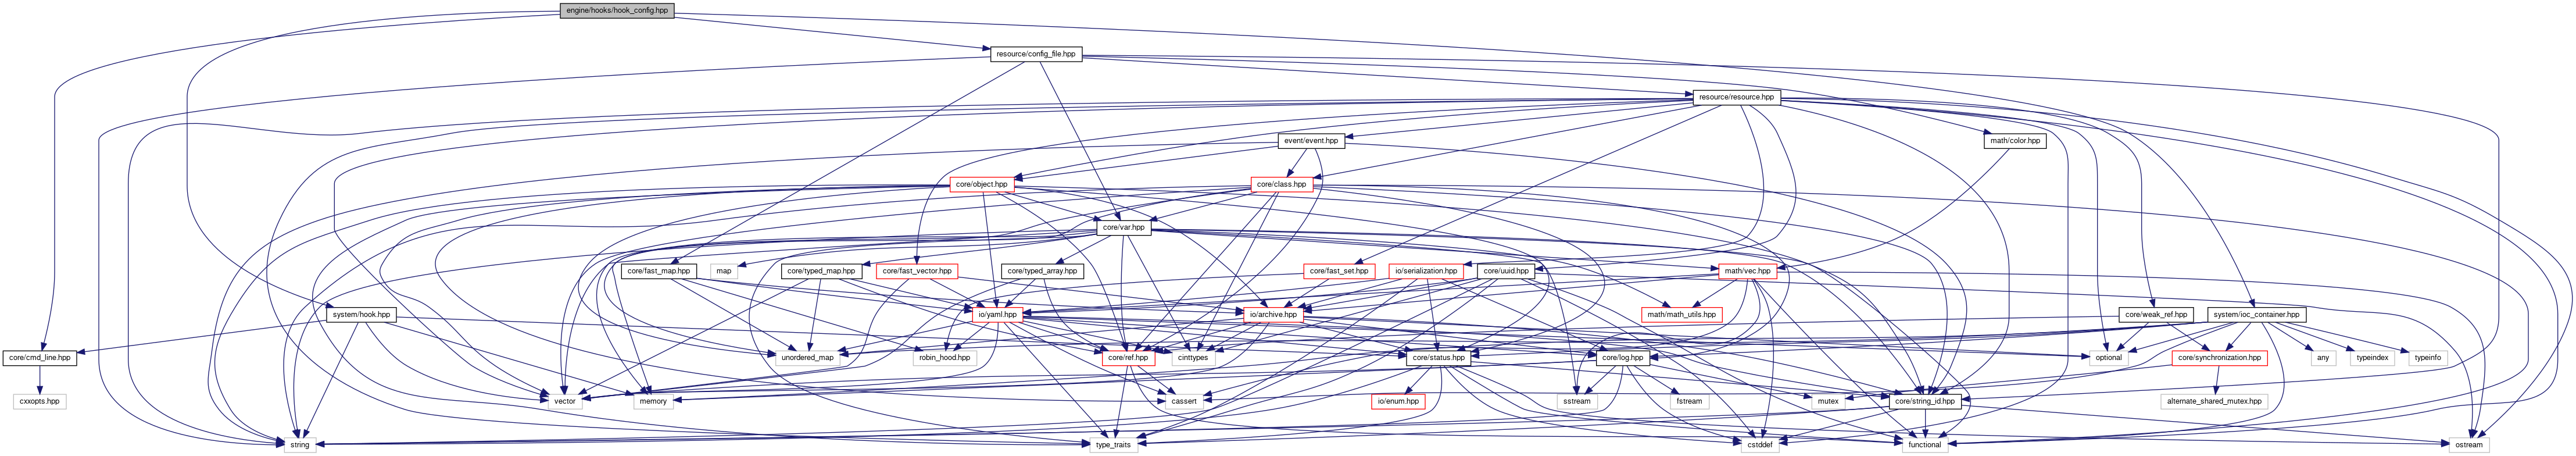 engine/hooks/hook_config.hpp
resource/config_file.hpp
resource/resource.hpp
event/event.hpp
math/color.hpp
core/object.hpp
core/class.hpp
core/var.hpp
core/fast_map.hpp
map
core/typed_map.hpp
core/fast_vector.hpp
core/typed_array.hpp
core/fast_set.hpp
io/serialization.hpp
core/uuid.hpp
math/vec.hpp
system/hook.hpp
io/yaml.hpp
io/archive.hpp
math/math_utils.hpp
core/weak_ref.hpp
system/ioc_container.hpp
core/cmd_line.hpp
unordered_map
robin_hood.hpp
core/ref.hpp
cinttypes
core/status.hpp
core/log.hpp
optional
core/synchronization.hpp
any
typeindex
typeinfo
cxxopts.hpp
vector
memory
cassert
io/enum.hpp
sstream
fstream
mutex
core/string_id.hpp
alternate_shared_mutex.hpp
string
type_traits
cstddef
functional
ostream